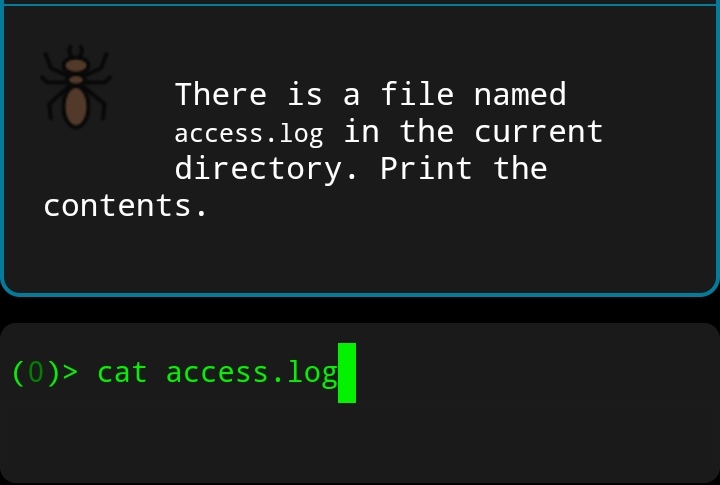 There is a file named
access.log in the current
directory. Print the
contents.
(0)> cat access.log